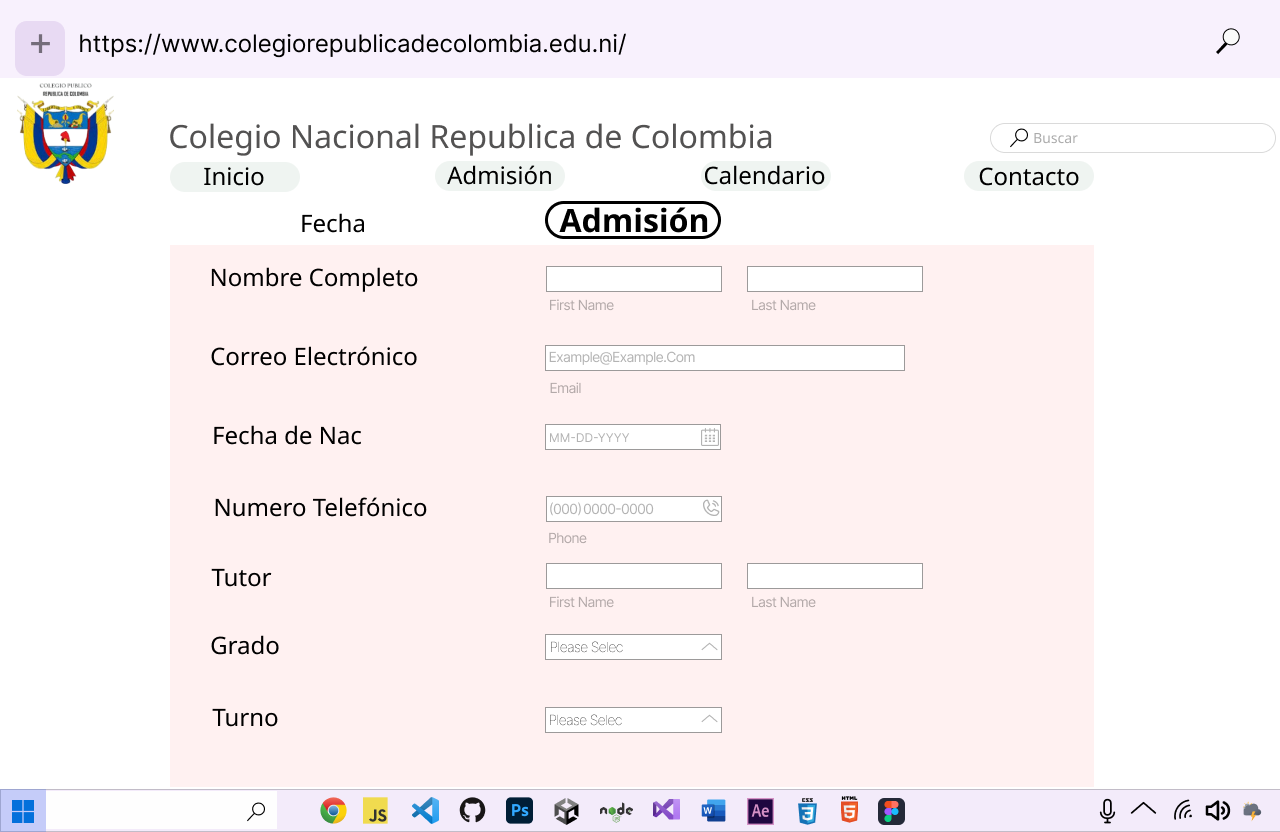 https://www.colegiorepublicadecolombia.edu.ni/
COLEGIO PUBLICO
REPUBLICA DE COLOMBIA
Colegio Nacional Republica de Colombia
Buscar
Inicio Admisión Calendario Contacto
Fecha Admisión
Nombre Completo
First Name Last Name
Correo Electrónico Example@Example.Com
Email
Fecha de Nac MM-DD-YYYY
Numero Telefónico (000)0000-0000
Phone
Tutor
First Name Last Name
Grado Please Selec
Turno Please Selec
JS Ps node W Ae CSS 3 HTML 5